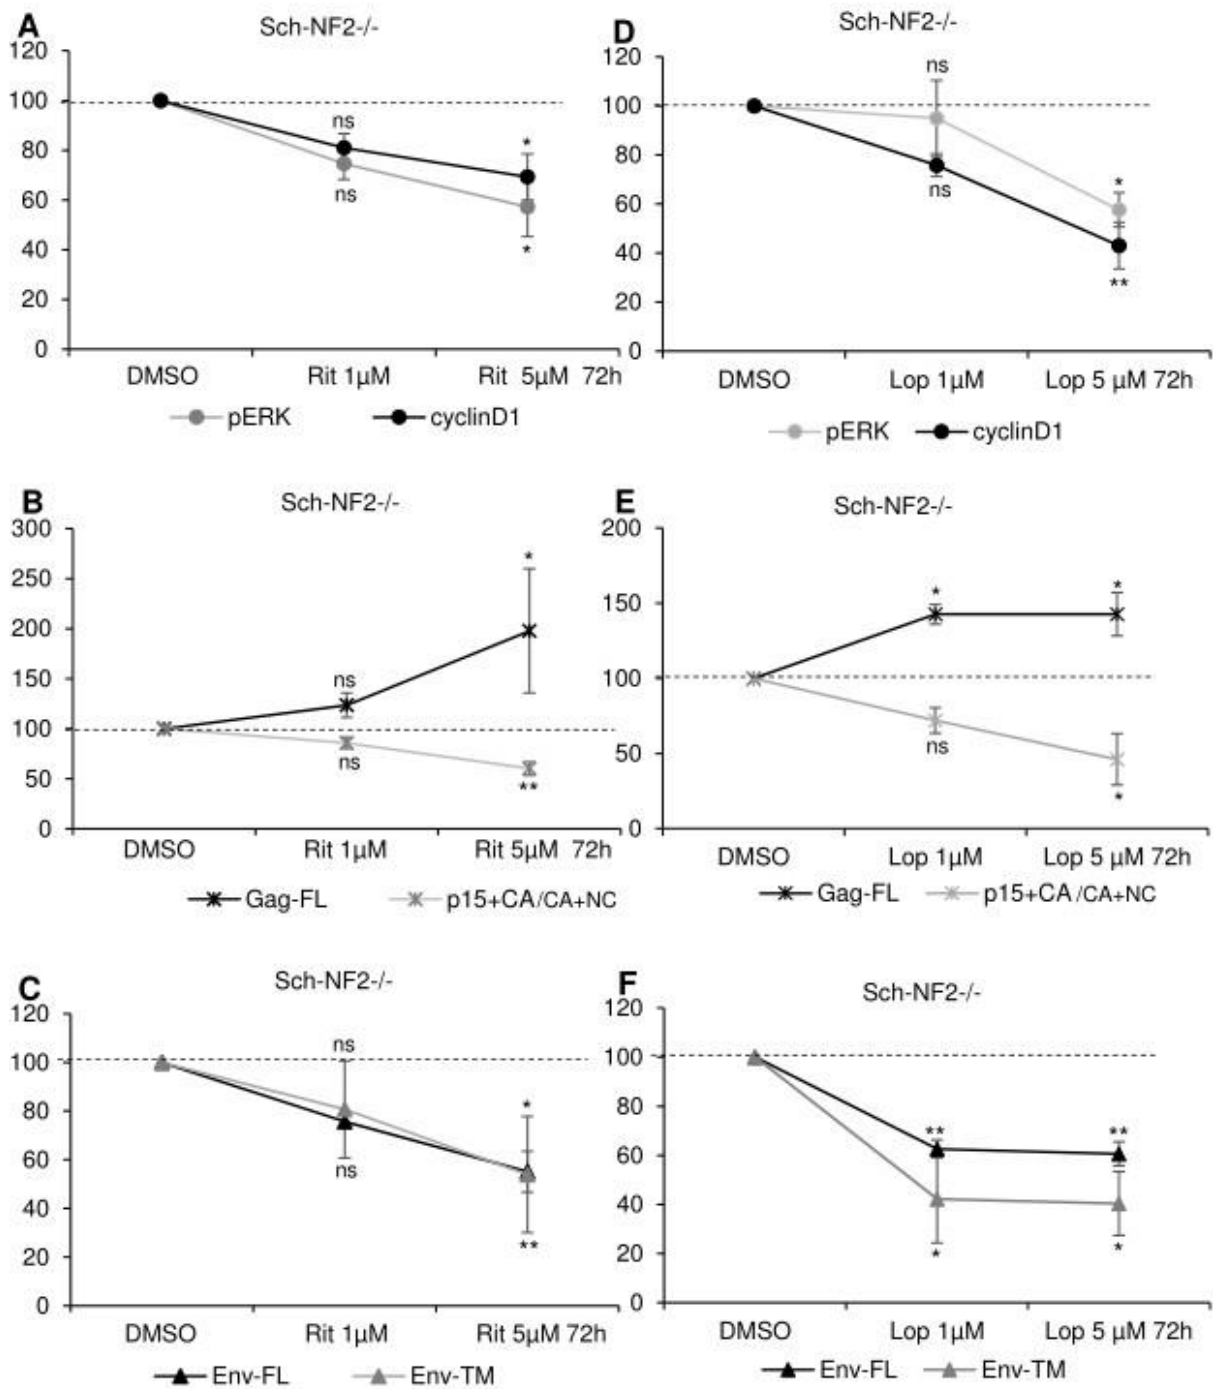 A
Sch-NF2-/-
120
100
80
60
40
20
0
ns
ns
*
*
DMSO
Rit 1µM
Rit 5µM 72h
pERK
cyclinD1
D
Sch-NF2-/-
120
100
80
60
40
20
0
ns
ns
*
**
DMSO
Lop 1µM
Lop 5 µM 72h
pERK
cyclinD1
B
Sch-NF2-/-
300
250
200
150
100
50
0
ns
ns
*
**
DMSO
Rit 1µM
Rit 5µM 72h
Gag-FL
p15+CA/CA+NC
E
Sch-NF2-/-
200
150
100
50
0
*
ns
*
*
DMSO
Lop 1µM
Lop 5 µM 72h
Gag-FL
p15+CA/CA+NC
C
Sch-NF2-/-
120
100
80
60
40
20
0
ns
ns
*
**
DMSO
Rit 1µM
Rit 5µM 72h
Env-FL
Env-TM
F
Sch-NF2-/-
120
100
80
60
40
20
0
**
*
**
*
DMSO
Lop 1µM
Lop 5 µM 72h
Env-FL
Env-TM